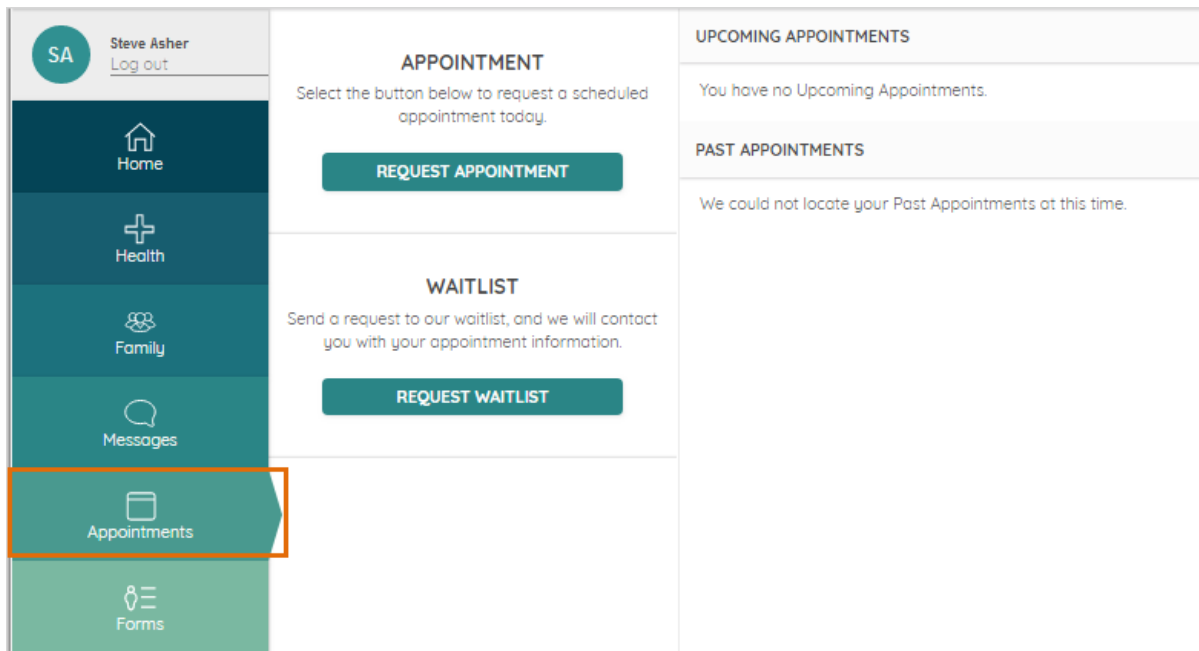 SA
Steve Asher
Log out
Home
Health
Family
Messages
Appointments
Forms
APPOINTMENT
Select the button below to request a scheduled
appointment today.
REQUEST APPOINTMENT
WAITLIST
Send a request to our waitlist, and we will contact
you with your appointment information.
REQUEST WAITLIST
UPCOMING APPOINTMENTS
You have no Upcoming Appointments.
PAST APPOINTMENTS
We could not locate your Past Appointments at this time.